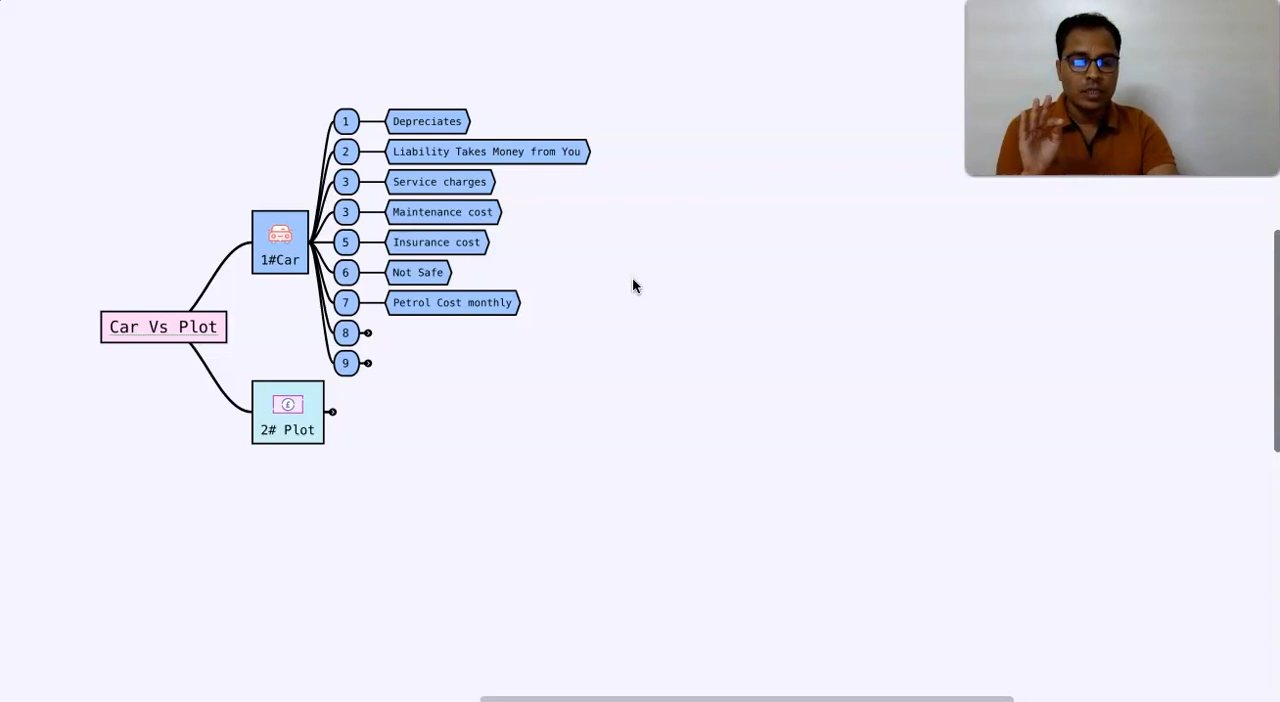 1 Depreciates
2 Liability Takes Money from You
3 Service charges
3 Maintenance cost
1#Car
5 Insurance cost
6 Not Safe
7 Petrol Cost monthly
Car Vs Plot
8
9
£
2# Plot